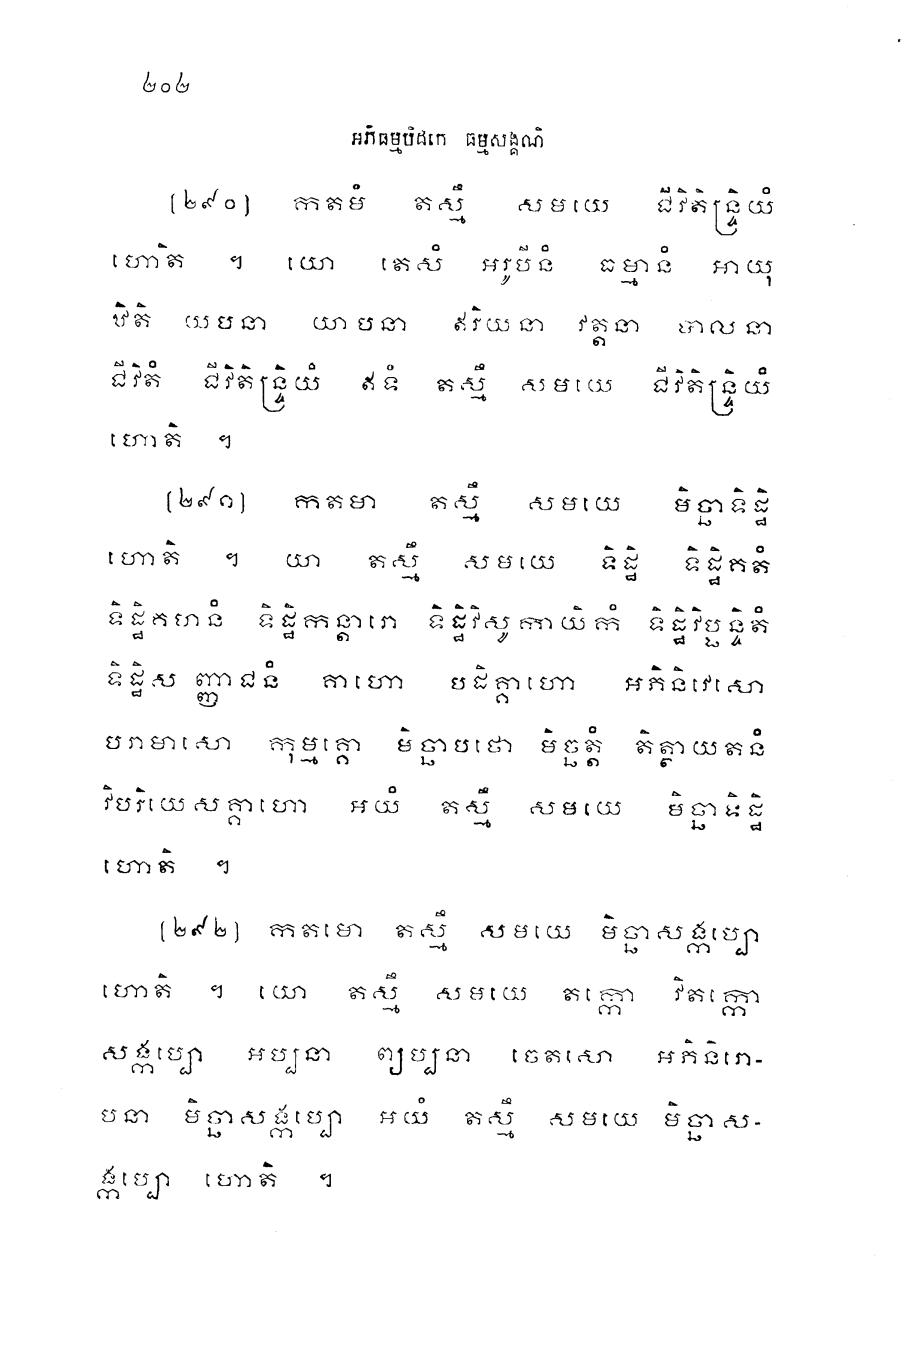 ២០២
អភិធម្មបិដកេ ធម្មសង្គណិ
(២៩០) កតមំ តស្មឹ សមយេ ជីវិតិន្ទ្រិយំ
ហោតិ ។ យោ តេសំ អរូបីនំ ធម្មានំ អាយុ
ឋិតិ យបនា យាបនា ឥរិយនា វត្តនា បាលនា
ជីវិតំ ជីវិតិន្ទ្រិយំ ឥទំ តស្មឹ សមយេ ជីវិតិន្ទ្រិយំ
ហោតិ ។
(២៩១) កតមា តស្មឹ សមយេ មិច្ឆាទិដ្ឋិ
ហោតិ ។ យា តស្មឹ សមយេ ទិដ្ឋិ ទិដ្ឋិគតំ
ទិដ្ឋិគហនំ ទិដ្ឋិកន្តារោ ទិដ្ឋិវិសូកាយិកំ ទិដ្ឋិវិប្ផន្ទិតំ
ទិដ្ឋិសញ្ញោជនំ គាហោ បដិគ្គាហោ អភិនិវេសោ
បរាមាសោ កុម្មគ្គោ មិច្ឆាបថោ មិច្ឆត្តំ តិត្ថាយតនំ
វិបរិយេសគ្គាហោ អយំ តស្មឹ សមយេ មិច្ឆាទិដ្ឋិ
ហោតិ ។
(២៩២) កតមោ តស្មឹ សមយេ មិច្ឆាសង្កប្បោ
ហោតិ ។ យោ តស្មឹ សមយេ តក្កោ វិតក្កោ
សង្កប្បោ អប្បនា ព្យប្បនា ចេតសោ អភិនិរោ-
បនា មិច្ឆាសង្កប្បោ អយំ តស្មឹ សមយេ មិច្ឆាស-
ង្កប្បោ ហោតិ ។